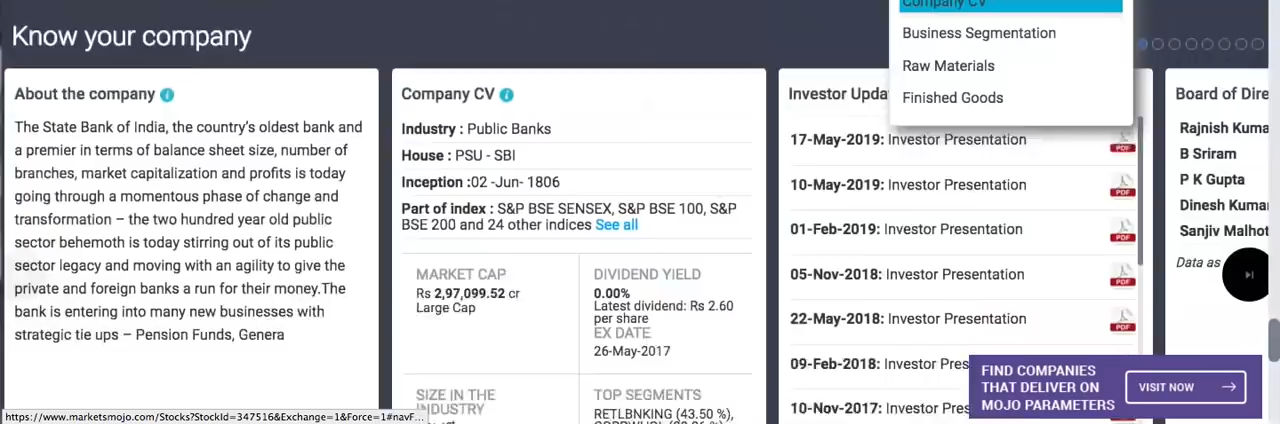 Company CV
Business Segmentation
Raw Materials
Finished Goods
Know your company
About the company
The State Bank of India, the country's oldest bank and
a premier in terms of balance sheet size, number of
branches, market capitalization and profits is today
going through a momentous phase of change and
transformation – the two hundred year old public
sector behemoth is today stirring out of its public
sector legacy and moving with an agility to give the
private and foreign banks a run for their money.The
bank is entering into many new businesses with
strategic tie ups – Pension Funds, Genera
Company CV
Industry : Public Banks
House : PSU - SBI
Inception :02 -Jun- 1806
Part of index : S&P BSE SENSEX, S&P BSE 100, S&P
BSE 200 and 24 other indices See all
MARKET CAP
Rs 2,97,099.52 cr
Large Cap
DIVIDEND YIELD
0.00%
Latest dividend: Rs 2.60
per share
EX DATE
26-May-2017
SIZE IN THE
INDUSTRY
TOP SEGMENTS
RETLBNKING (43.50 %),
Investor Upda
17-May-2019: Investor Presentation
10-May-2019: Investor Presentation
01-Feb-2019: Investor Presentation
05-Nov-2018: Investor Presentation
22-May-2018: Investor Presentation
09-Feb-2018: Investor Prese
10-Nov-2017: Investor Prese
PDF
PDF
PDF
PDF
PDF
Board of Dire
Rajnish Kuma
B Sriram
P K Gupta
Dinesh Kumar
Sanjiv Malhot
Data as
FIND COMPANIES
THAT DELIVER ON
MOJO PARAMETERS
VISIT NOW
https://www.marketsmojo.com/Stocks?StockId=347516&Exchange=1&Force=1#navF...